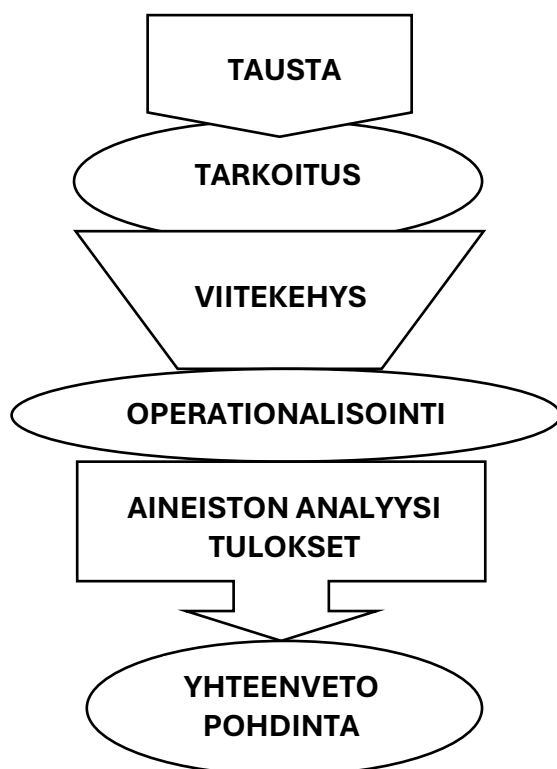 TAUSTA
TARKOITUS
VIITEKEHYS
OPERATIONALISOINTI
AINEISTON ANALYYSI
TULOKSET
YHTEENVETO
POHDINTA